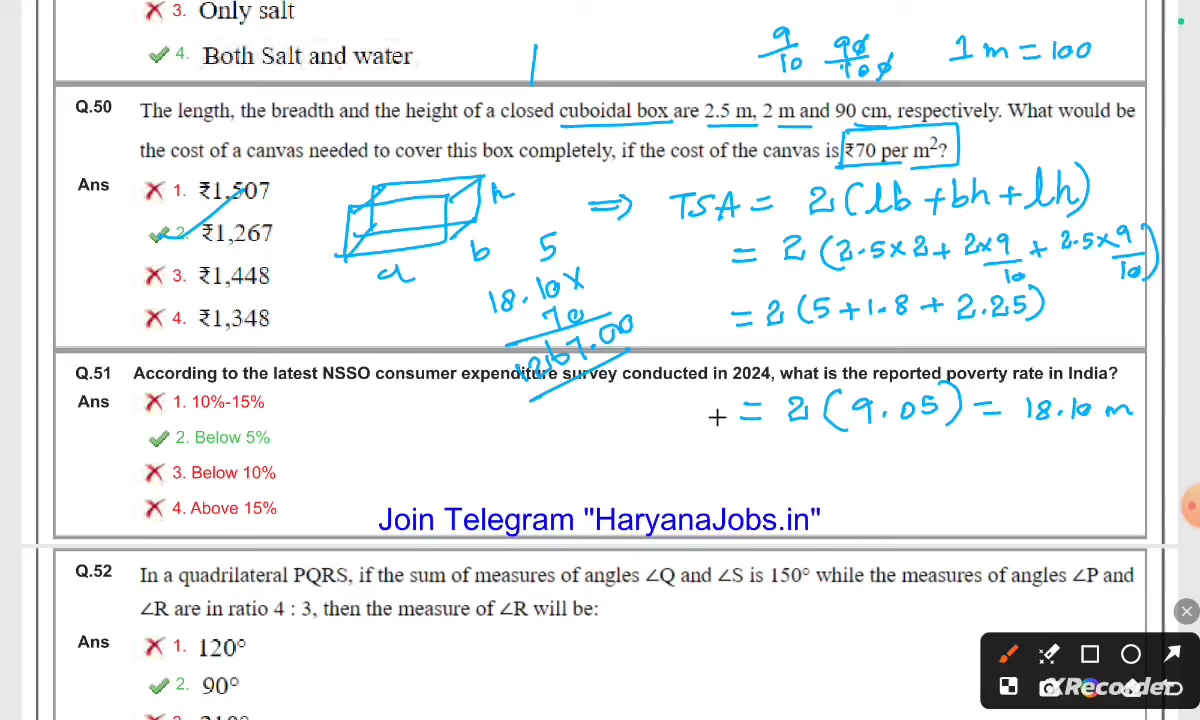 3. Only salt
4. Both Salt and water
9/10 90/100 1 m = 100
Q.50 The length, the breadth and the height of a closed cuboidal box are 2.5 m, 2 m and 90 cm, respectively. What would be
the cost of a canvas needed to cover this box completely, if the cost of the canvas is ₹70 per m²?
Ans 1. ₹1,507
2. ₹1,267
3. ₹1,448
4. ₹1,348
h
b
⇒ TSA = 2(lb + bh + lh)
= 2(2.5×2 + 2×9/10 + 2.5×9/10)
= 2(5 + 1.8 + 2.25)
5
18.10×
70
1267.00
Q.51 According to the latest NSSO consumer expenditure survey conducted in 2024, what is the reported poverty rate in India?
Ans 1. 10%-15%
2. Below 5%
3. Below 10%
4. Above 15%
= 2(9.05) = 18.10 m
Join Telegram "HaryanaJobs.in"
Q.52 In a quadrilateral PQRS, if the sum of measures of angles ∠Q and ∠S is 150° while the measures of angles ∠P and
∠R are in ratio 4 : 3, then the measure of ∠R will be:
Ans 1. 120°
2. 90°
XRecorder